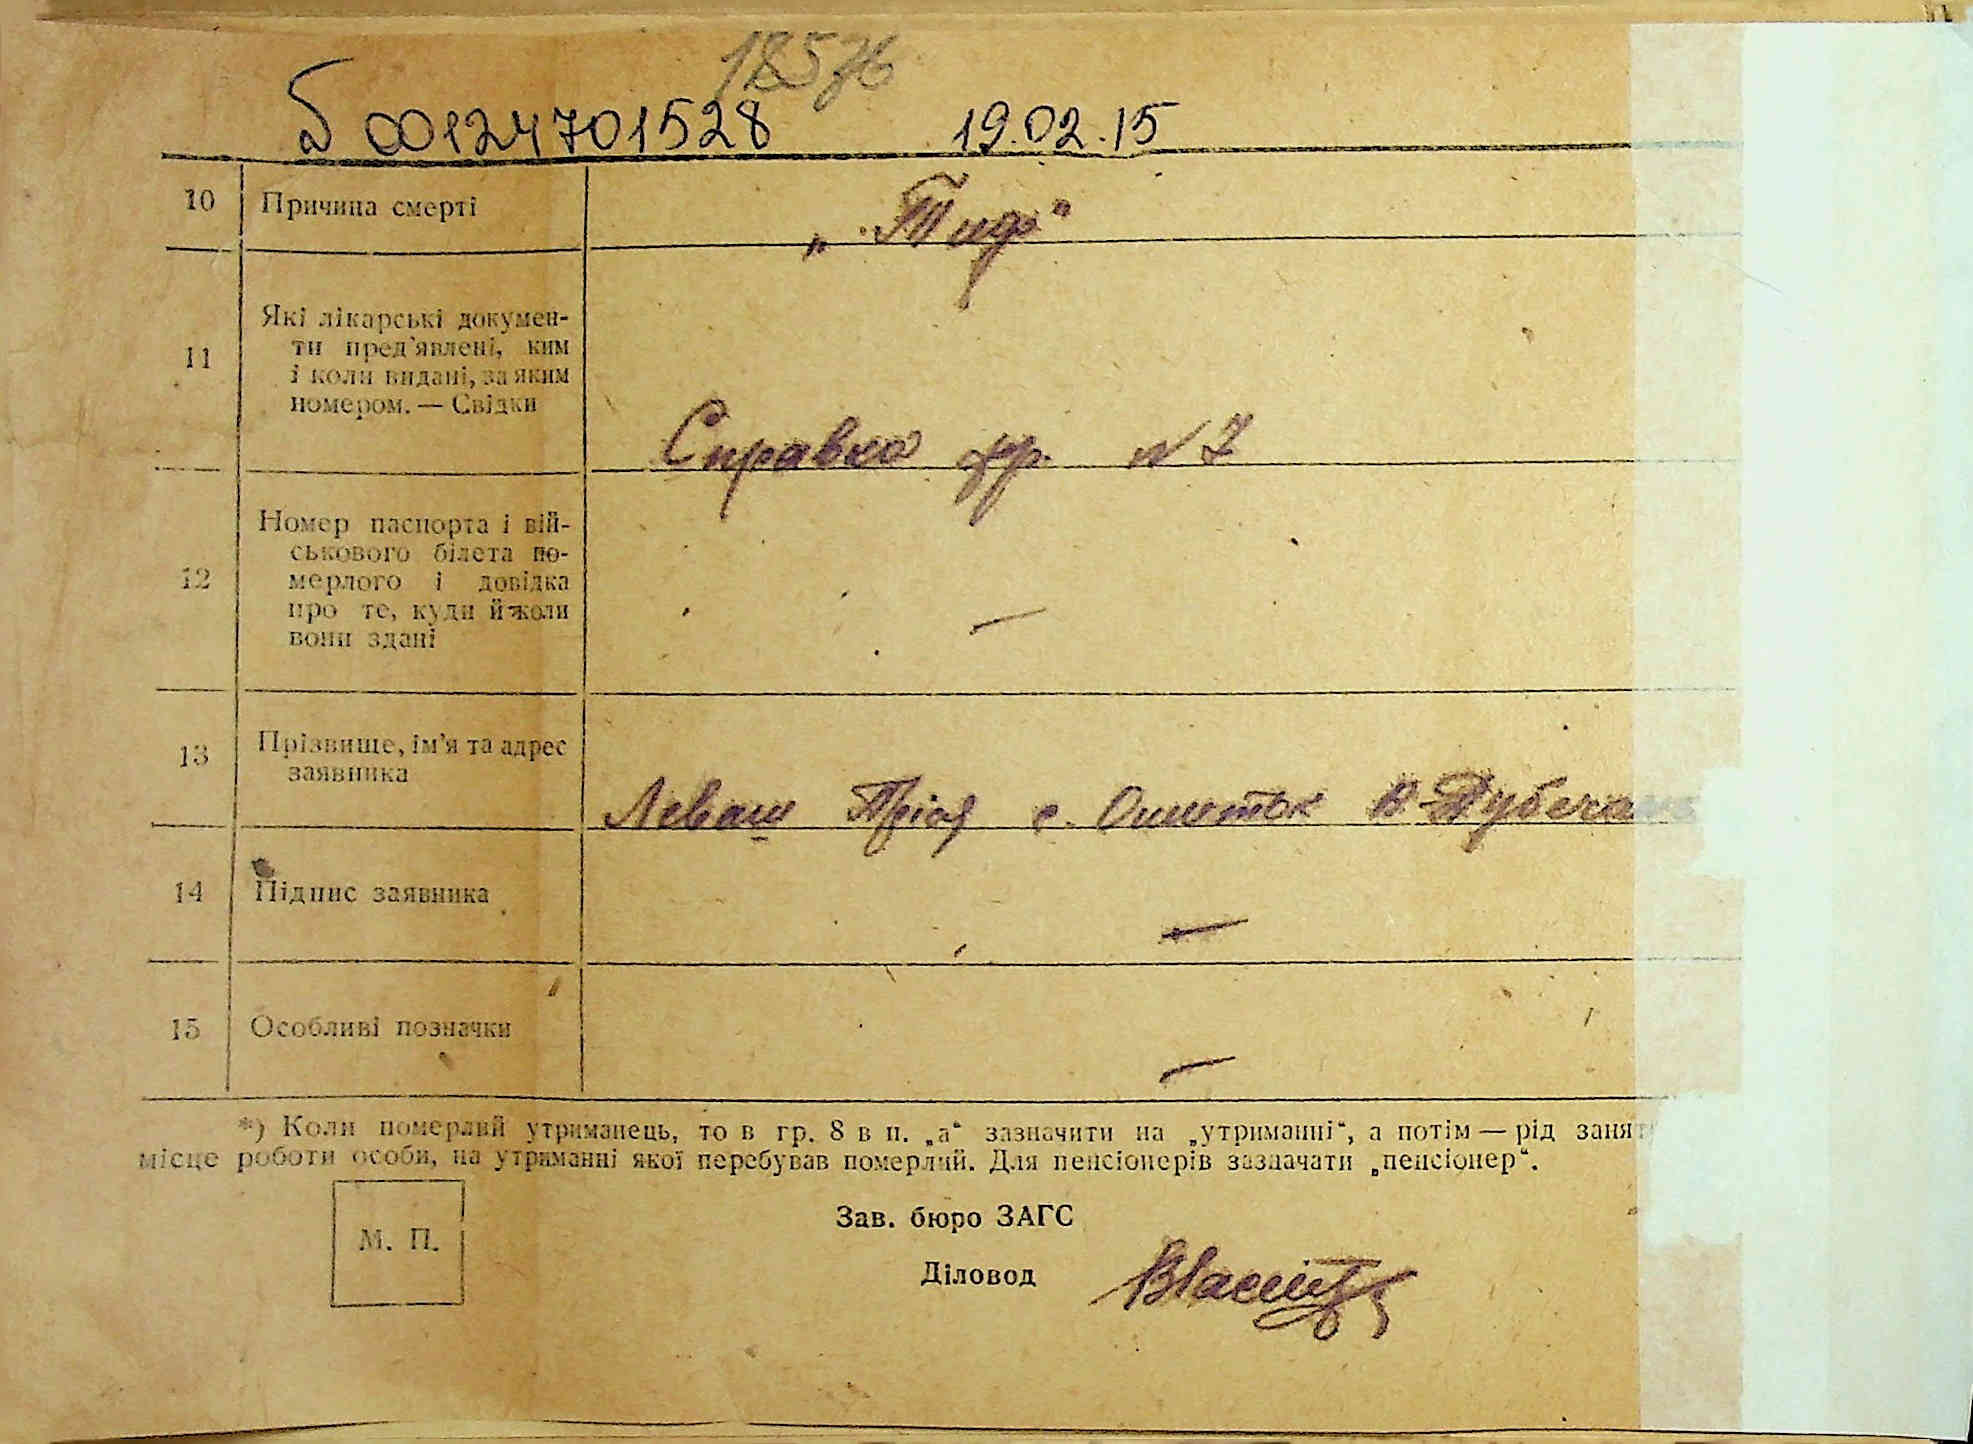 00124701528 19.02.15
10 Причина смерті „Тиф“
11 Які лікарські докумен-
ти пред'явлені, ким
і коли видані, за яким
номером. — Свідки
Справка №7
12 Номер паспорта і вій-
ськового білета по-
мерлого і довідка
про те, куди й коли
вони здані —
13 Прізвище, ім'я та адрес
заявника
Леваш с. В-Дубечан
14 Підпис заявника —
15 Особливі позначки —
*) Коли померлий утриманець, то в гр. 8 в п. „а“ зазначити на „утриманні“, а потім — рід занят
місце роботи особи, на утриманні якої перебував померлий. Для пенсіонерів зазначати „пенсіонер“.
Зав. бюро ЗАГС
М. П.
Діловод